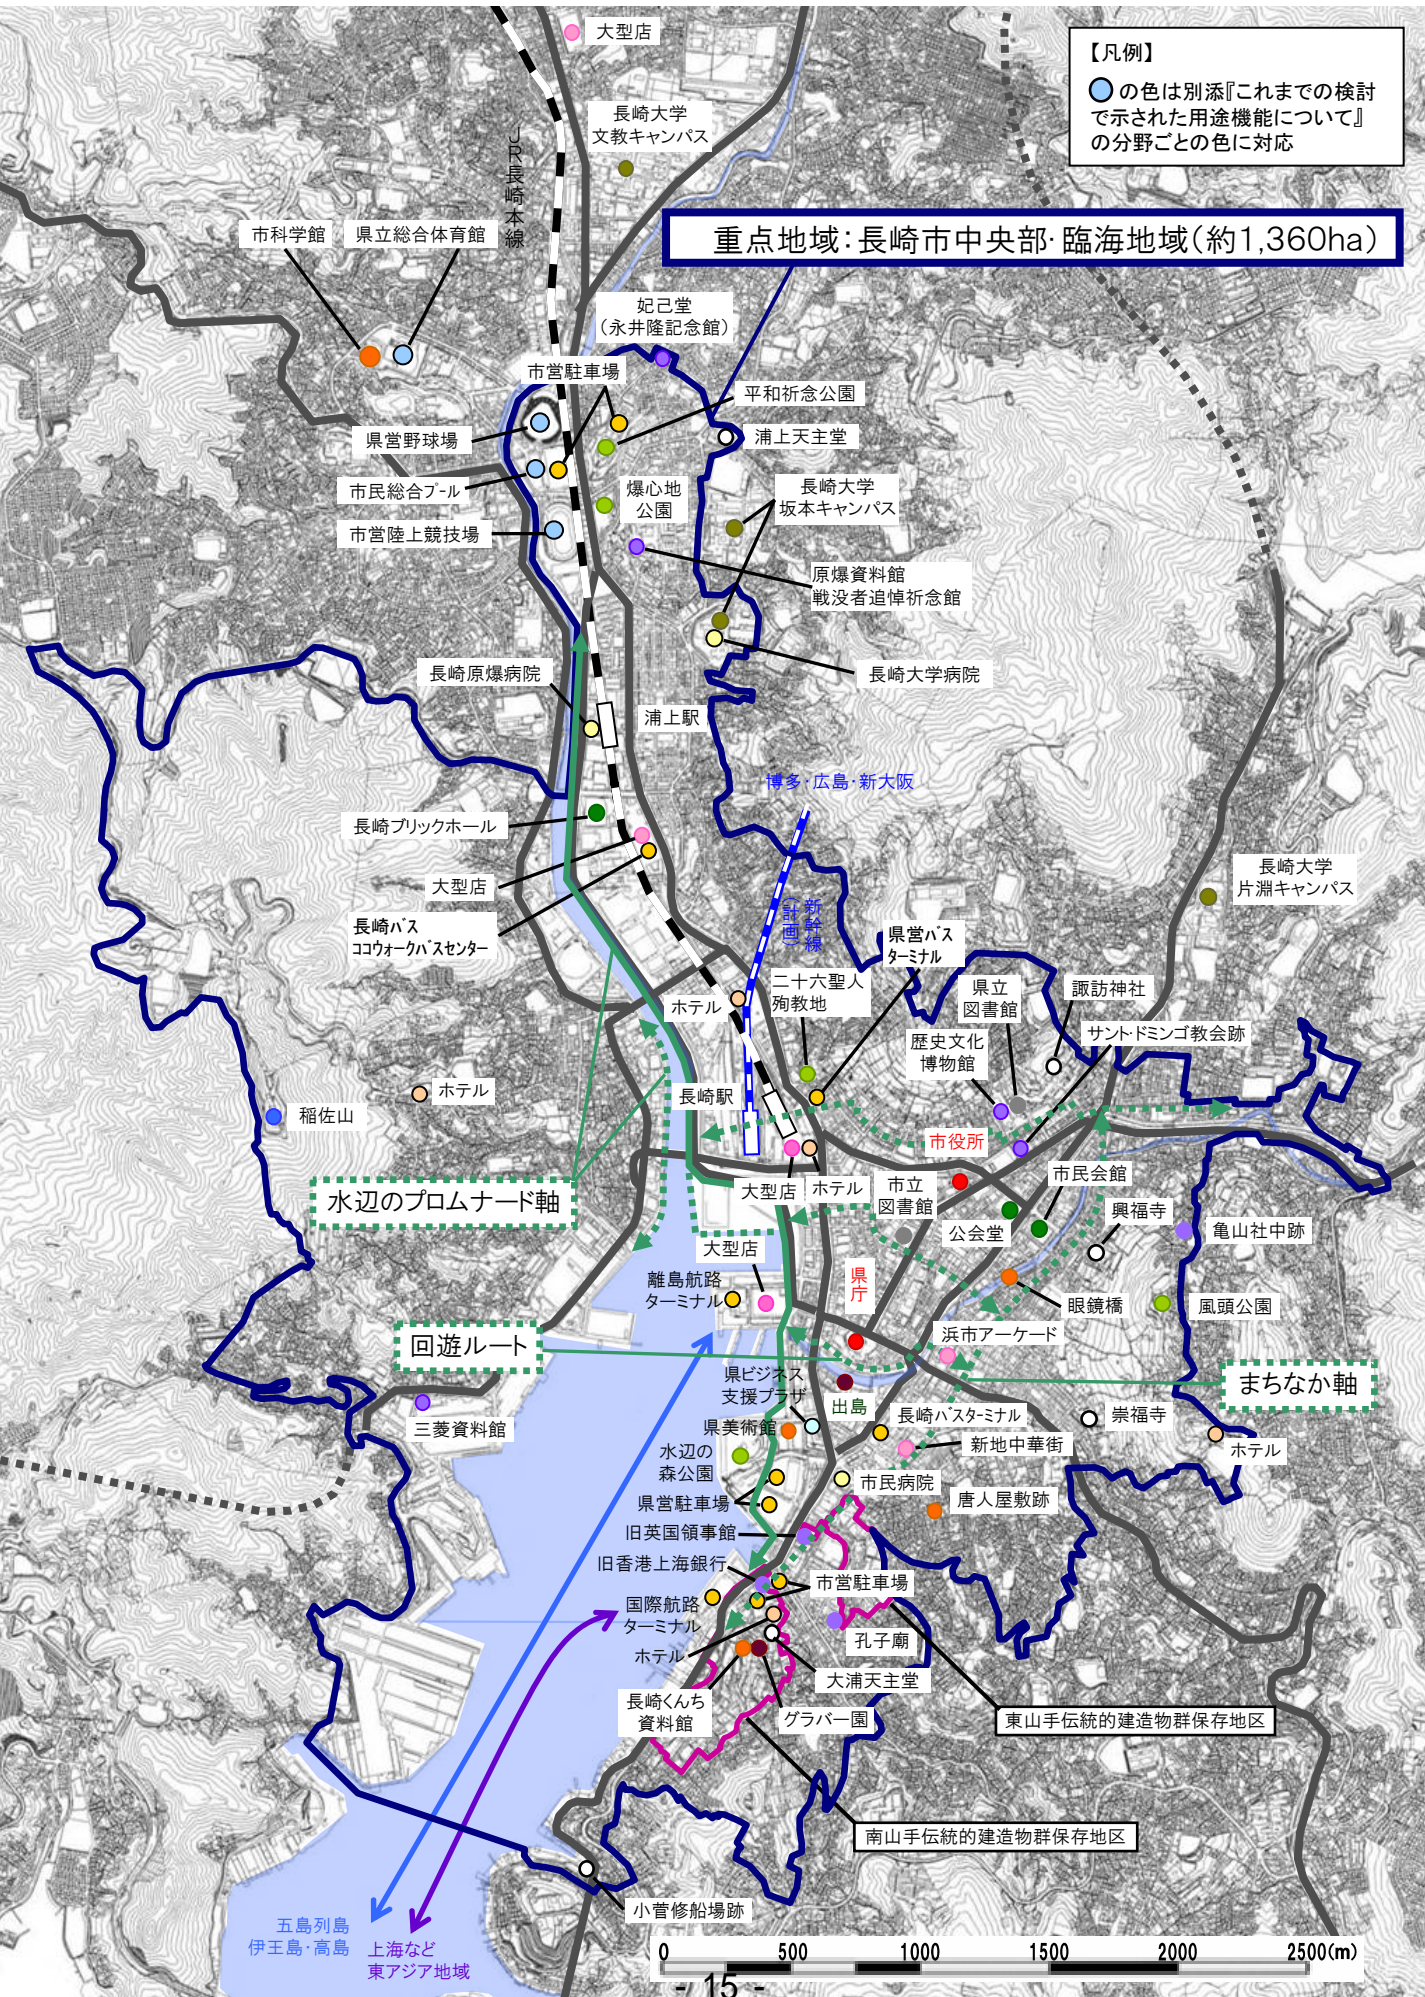 大型店
【凡例】
の色は別添『これまでの検討
で示された用途機能について』
の分野ごとの色に対応
長崎大学
文教キャンパス
JR長崎本線
重点地域：長崎市中央部・臨海地域（約1,360ha）
市科学館
県立総合体育館
妃己堂
（永井隆記念館）
市営駐車場
平和祈念公園
県営野球場
浦上天主堂
市民総合プール
爆心地
公園
長崎大学
坂本キャンパス
市営陸上競技場
原爆資料館
戦没者追悼祈念館
長崎原爆病院
長崎大学病院
浦上駅
博多・広島・新大阪
長崎ブリックホール
大型店
長崎大学
片淵キャンパス
長崎バス
ココウォークバスセンター
新幹線
（計画）
県営バス
ターミナル
二十六聖人
殉教地
ホテル
県立
図書館
諏訪神社
歴史文化
博物館
サント・ドミンゴ教会跡
ホテル
長崎駅
稲佐山
市役所
市民会館
水辺のプロムナード軸
大型店
ホテル
市立
図書館
公会堂
興福寺
亀山社中跡
大型店
離島航路
ターミナル
県庁
眼鏡橋
風頭公園
回遊ルート
浜市アーケード
県ビジネス
支援プラザ
まちなか軸
出島
三菱資料館
県美術館
長崎バスターミナル
崇福寺
水辺の
森公園
新地中華街
ホテル
市民病院
県営駐車場
唐人屋敷跡
旧英国領事館
旧香港上海銀行
市営駐車場
国際航路
ターミナル
孔子廟
ホテル
大浦天主堂
長崎くんち
資料館
グラバー園
東山手伝統的建造物群保存地区
南山手伝統的建造物群保存地区
小菅修船場跡
五島列島
伊王島・高島
上海など
東アジア地域
0 500 1000 1500 2000 2500(m)
- 15 -